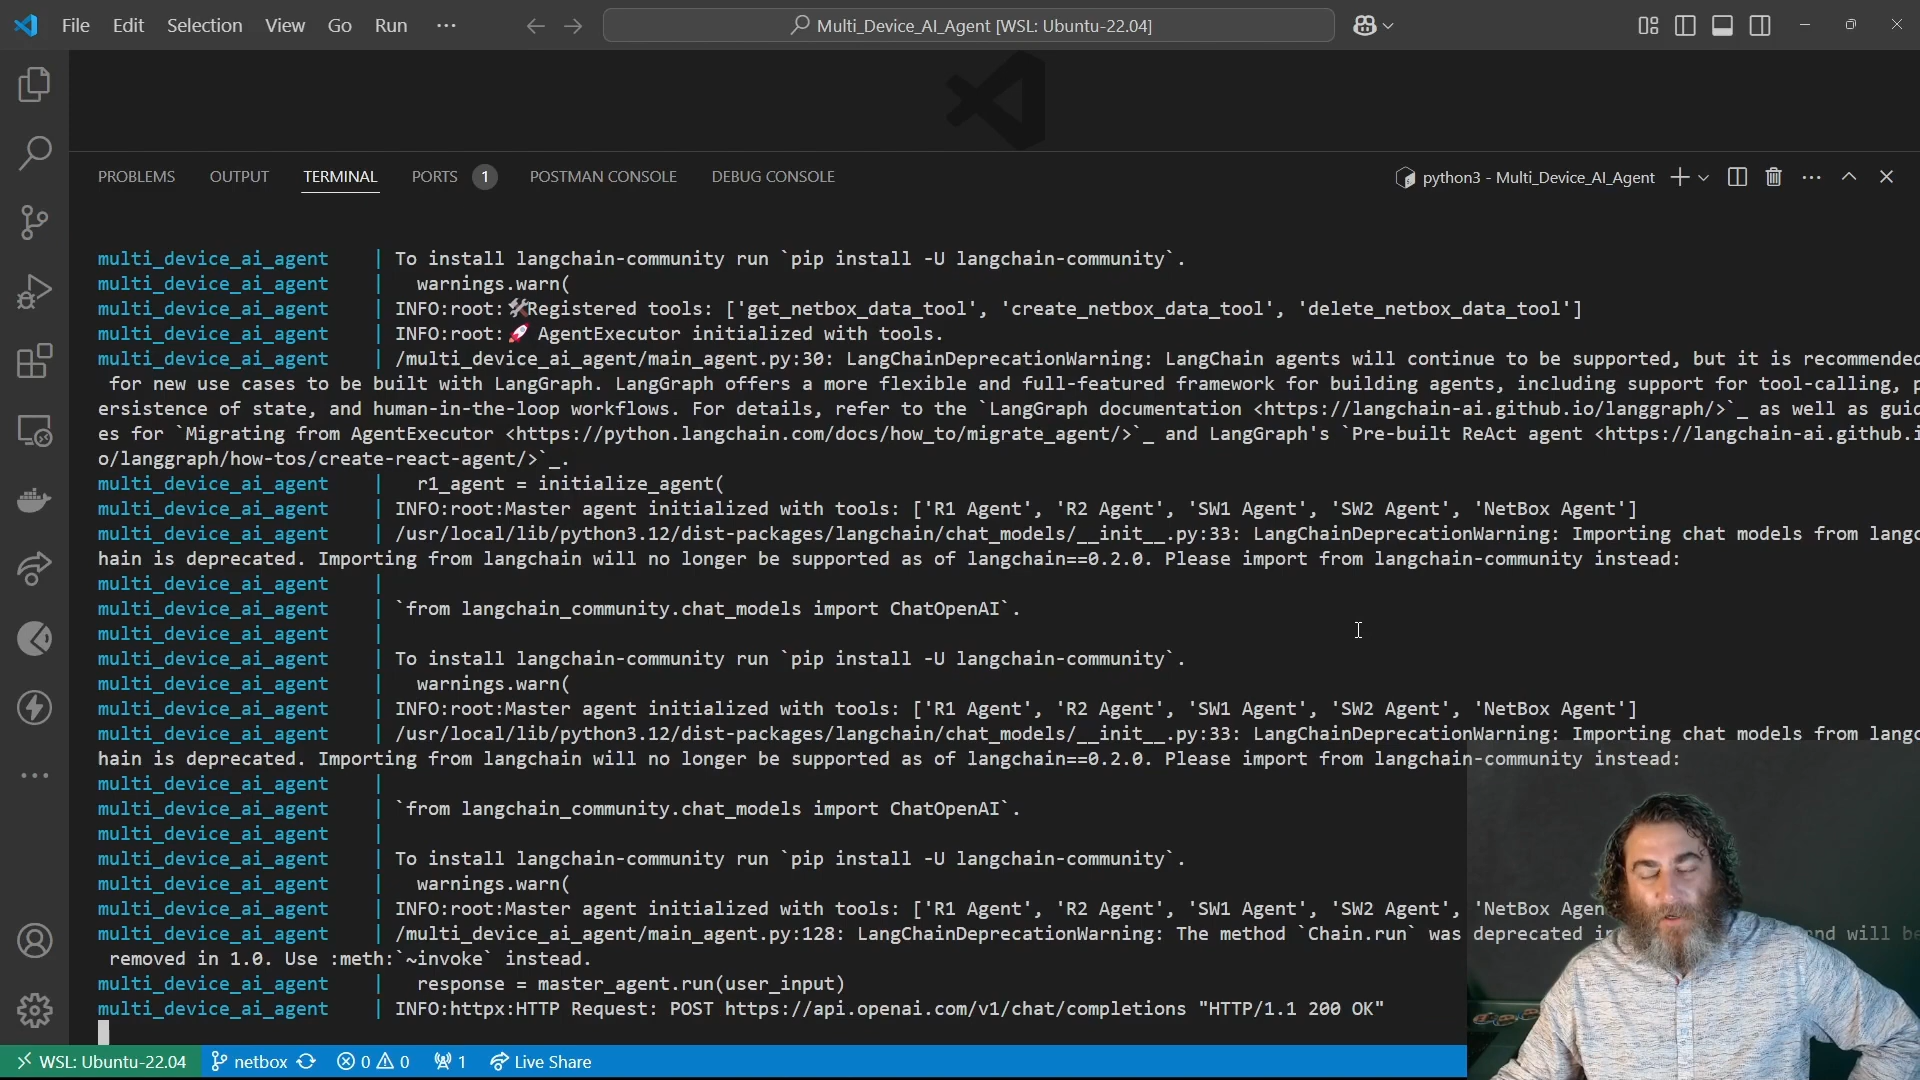 File Edit Selection View Go Run ··· Multi_Device_AI_Agent [WSL: Ubuntu-22.04]
PROBLEMS OUTPUT TERMINAL PORTS 1 POSTMAN CONSOLE DEBUG CONSOLE python3 - Multi_Device_AI_Agent
multi_device_ai_agent | To install langchain-community run `pip install -U langchain-community`.
multi_device_ai_agent | warnings.warn(
multi_device_ai_agent | INFO:root:🛠Registered tools: ['get_netbox_data_tool', 'create_netbox_data_tool', 'delete_netbox_data_tool']
multi_device_ai_agent | INFO:root:🚀 AgentExecutor initialized with tools.
multi_device_ai_agent | /multi_device_ai_agent/main_agent.py:30: LangChainDeprecationWarning: LangChain agents will continue to be supported, but it is recommended
for new use cases to be built with LangGraph. LangGraph offers a more flexible and full-featured framework for building agents, including support for tool-calling, p
ersistence of state, and human-in-the-loop workflows. For details, refer to the `LangGraph documentation <https://langchain-ai.github.io/langgraph/>`_ as well as guid
es for `Migrating from AgentExecutor <https://python.langchain.com/docs/how_to/migrate_agent/>`_ and LangGraph's `Pre-built ReAct agent <https://langchain-ai.github.i
o/langgraph/how-tos/create-react-agent/>`_.
multi_device_ai_agent | r1_agent = initialize_agent(
multi_device_ai_agent | INFO:root:Master agent initialized with tools: ['R1 Agent', 'R2 Agent', 'SW1 Agent', 'SW2 Agent', 'NetBox Agent']
multi_device_ai_agent | /usr/local/lib/python3.12/dist-packages/langchain/chat_models/__init__.py:33: LangChainDeprecationWarning: Importing chat models from langc
hain is deprecated. Importing from langchain will no longer be supported as of langchain==0.2.0. Please import from langchain-community instead:
multi_device_ai_agent |
multi_device_ai_agent | `from langchain_community.chat_models import ChatOpenAI`.
multi_device_ai_agent |
multi_device_ai_agent | To install langchain-community run `pip install -U langchain-community`.
multi_device_ai_agent | warnings.warn(
multi_device_ai_agent | INFO:root:Master agent initialized with tools: ['R1 Agent', 'R2 Agent', 'SW1 Agent', 'SW2 Agent', 'NetBox Agent']
multi_device_ai_agent | /usr/local/lib/python3.12/dist-packages/langchain/chat_models/__init__.py:33: LangChainDeprecationWarning: Importing chat models from langc
hain is deprecated. Importing from langchain will no longer be supported as of langchain==0.2.0. Please import from langchain-community instead:
multi_device_ai_agent |
multi_device_ai_agent | `from langchain_community.chat_models import ChatOpenAI`.
multi_device_ai_agent |
multi_device_ai_agent | To install langchain-community run `pip install -U langchain-community`.
multi_device_ai_agent | warnings.warn(
multi_device_ai_agent | INFO:root:Master agent initialized with tools: ['R1 Agent', 'R2 Agent', 'SW1 Agent', 'SW2 Agent', 'NetBox Agen
multi_device_ai_agent | /multi_device_ai_agent/main_agent.py:128: LangChainDeprecationWarning: The method `Chain.run` was deprecated i and will be
removed in 1.0. Use :meth:`~invoke` instead.
multi_device_ai_agent | response = master_agent.run(user_input)
multi_device_ai_agent | INFO:httpx:HTTP Request: POST https://api.openai.com/v1/chat/completions "HTTP/1.1 200 OK"
WSL: Ubuntu-22.04 netbox 0 0 1 Live Share